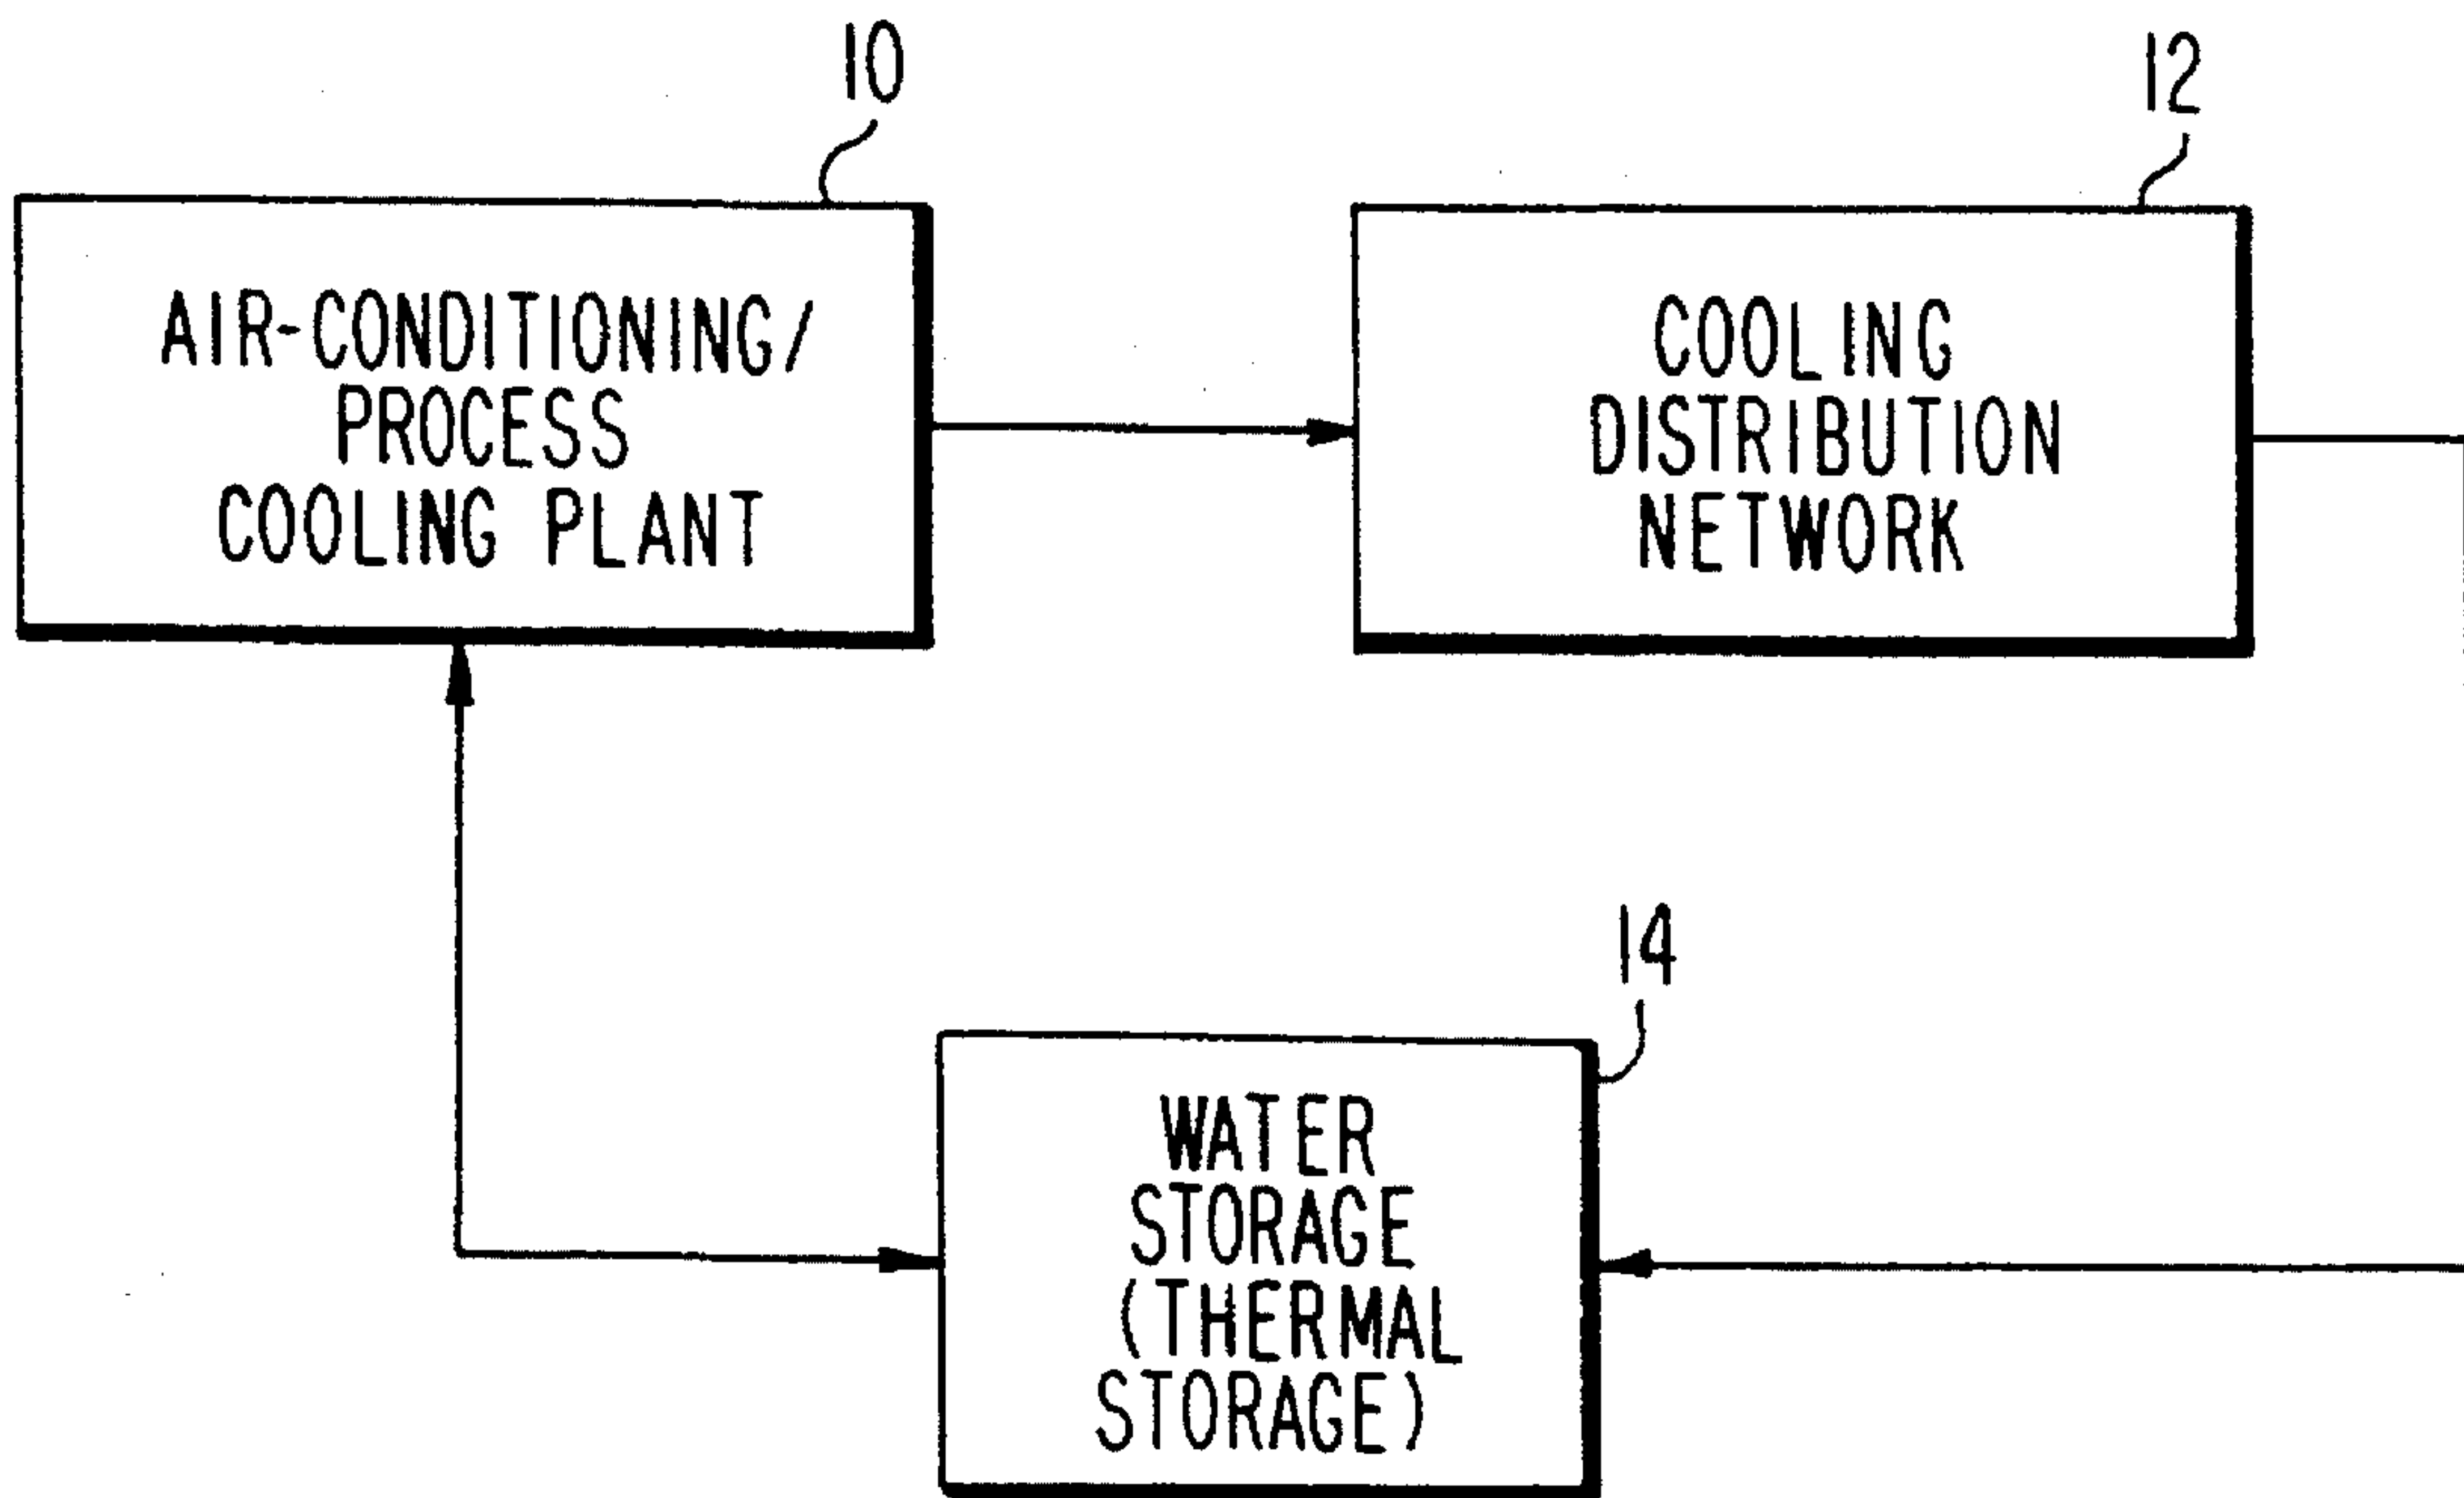 10
12
AIR-CONDITIONING/
PROCESS
COOLING PLANT
COOLING
DISTRIBUTION
NETWORK
14
WATER
STORAGE
(THERMAL
STORAGE)